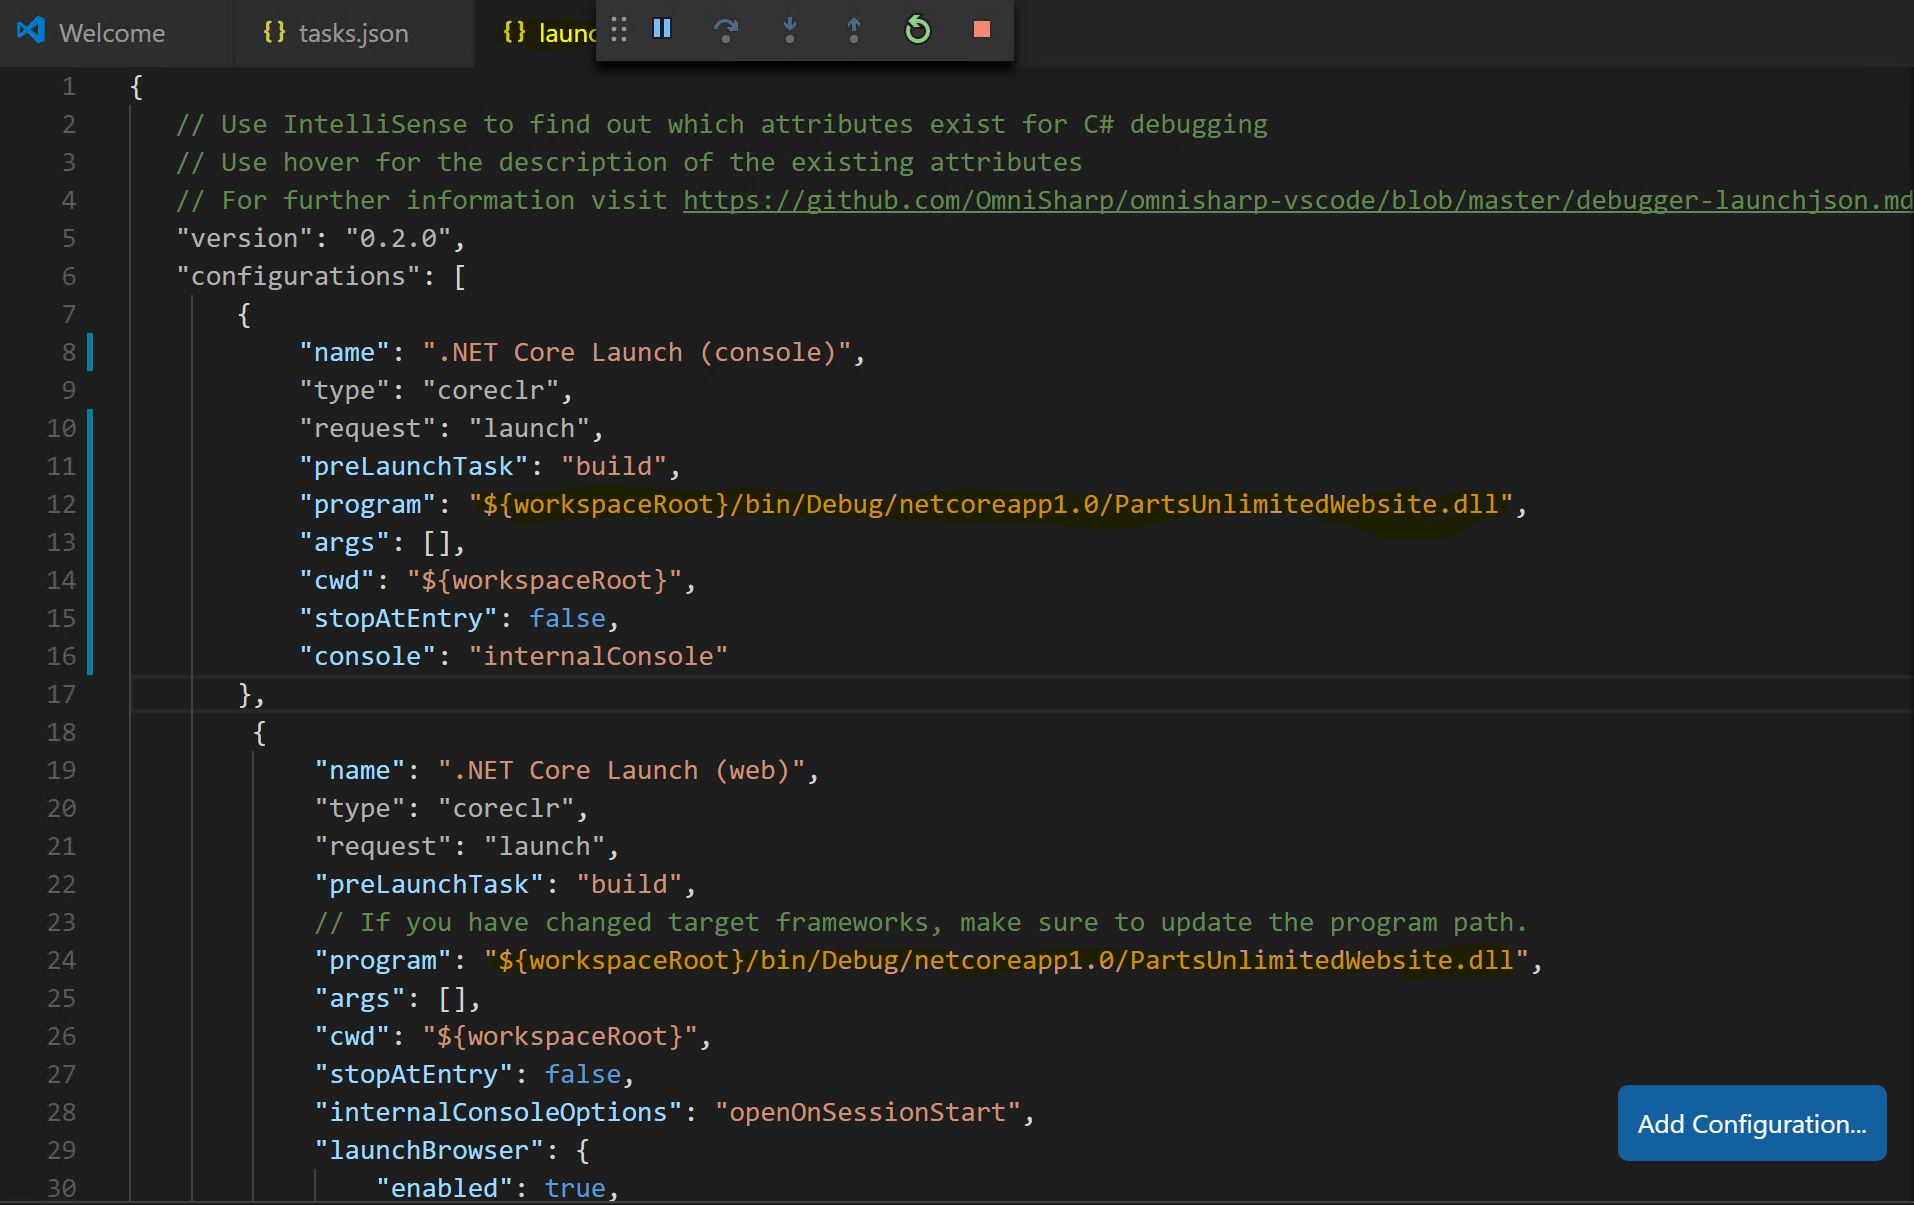 Welcome
{} tasks.json
{} launc
1 {
2 // Use IntelliSense to find out which attributes exist for C# debugging
3 // Use hover for the description of the existing attributes
4 // For further information visit https://github.com/OmniSharp/omnisharp-vscode/blob/master/debugger-launchjson.md
5 "version": "0.2.0",
6 "configurations": [
7 {
8 "name": ".NET Core Launch (console)",
9 "type": "coreclr",
10 "request": "launch",
11 "preLaunchTask": "build",
12 "program": "${workspaceRoot}/bin/Debug/netcoreapp1.0/PartsUnlimitedWebsite.dll",
13 "args": [],
14 "cwd": "${workspaceRoot}",
15 "stopAtEntry": false,
16 "console": "internalConsole"
17 },
18 {
19 "name": ".NET Core Launch (web)",
20 "type": "coreclr",
21 "request": "launch",
22 "preLaunchTask": "build",
23 // If you have changed target frameworks, make sure to update the program path.
24 "program": "${workspaceRoot}/bin/Debug/netcoreapp1.0/PartsUnlimitedWebsite.dll",
25 "args": [],
26 "cwd": "${workspaceRoot}",
27 "stopAtEntry": false,
28 "internalConsoleOptions": "openOnSessionStart",
29 "launchBrowser": {
30 "enabled": true,
Add Configuration...